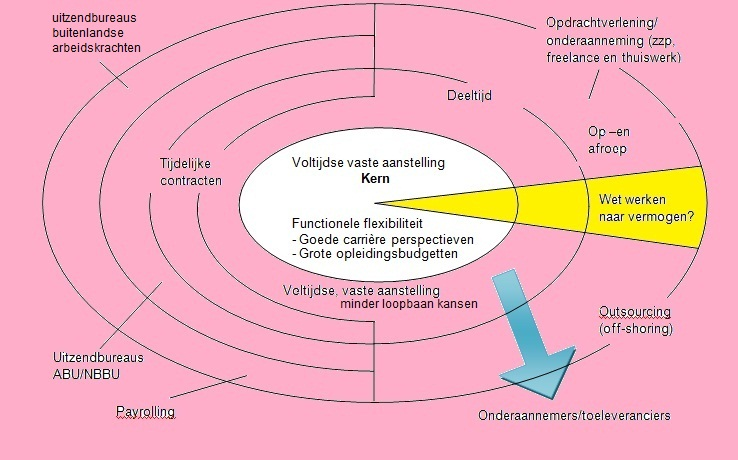 uitzendbureaus
buitenlandse
arbeidskrachten
Opdrachtverlening/
onderaanneming (zzp,
freelance en thuiswerk)
Deeltijd
Op –en
afroep
Tijdelijke
contracten
Voltijdse vaste aanstelling
Kern
Wet werken
naar vermogen?
Functionele flexibiliteit
- Goede carrière perspectieven
- Grote opleidingsbudgetten
Voltijdse, vaste aanstelling
minder loopbaan kansen
Outsourcing
(off-shoring)
Uitzendbureaus
ABU/NBBU
Payrolling
Onderaannemers/toeleveranciers